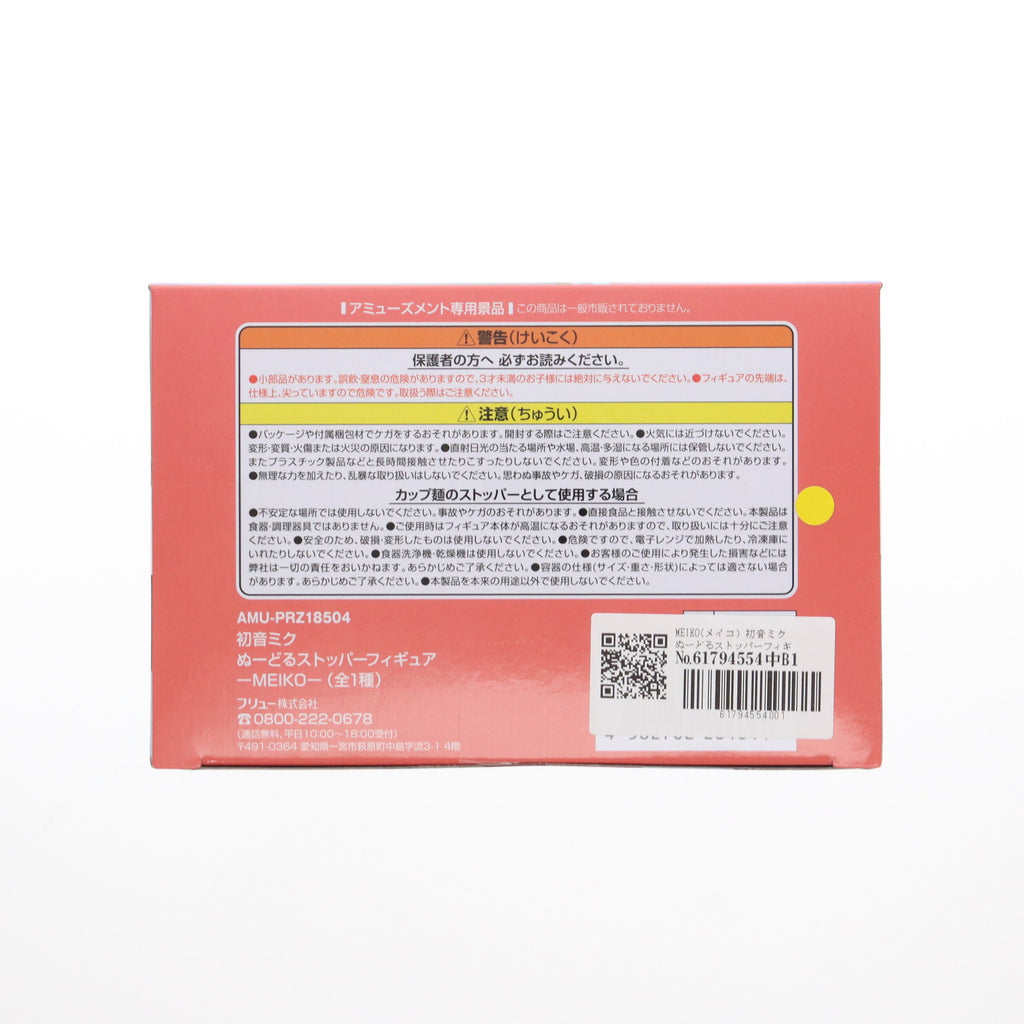 アミューズメント専用景品 この商品は一般市販されておりません。
⚠警告(けいこく)
保護者の方へ 必ずお読みください。
●小部品があります。誤飲・窒息の危険がありますので、3才未満のお子様には絶対に与えないでください。●フィギュアの先端は、
仕様上、尖っていますので危険です。取扱う際はご注意ください。
⚠注意(ちゅうい)
●パッケージや付属梱包材でケガをするおそれがあります。開封する際はご注意ください。●火気には近づけないでください。
変形・変質・火傷または火災の原因になります。●直射日光の当たる場所や水場、高温・多湿になる場所には保管しないでください。
またプラスチック製品などと長時間接触させたりこすったりしないでください。変形や色の付着などのおそれがあります。
●無理な力を加えたり、乱暴な取り扱いはしないでください。思わぬ事故やケガ、破損の原因になるおそれがあります。
カップ麺のストッパーとして使用する場合
●不安定な場所では使用しないでください。事故やケガのおそれがあります。●直接食品と接触させないでください。本製品は
食器・調理器具ではありません。●ご使用時はフィギュア本体が高温になるおそれがありますので、取り扱いには十分にご注意
ください。●安全のため、破損・変形したものは使用しないでください。●危険ですので、電子レンジで加熱したり、冷凍庫に
いれたりしないでください。●食器洗浄機・乾燥機は使用しないでください。●お客様のご使用により発生した損害などには
弊社は一切の責任をおいかねます。あらかじめご了承ください。●容器の仕様(サイズ・重さ・形状)によっては適さない場合
があります。あらかじめご了承ください。●本製品を本来の用途以外で使用しないでください。
AMU-PRZ18504
初音ミク
ぬーどるストッパーフィギュア
―MEIKO―(全1種)
フリュー株式会社
☎0800-222-0678
(通話無料、平日10:00〜18:00受付)
〒491-0364 愛知県一宮市萩原町中島字流3-1 4階
MEIKO(メイコ) 初音ミク
ぬーどるストッパーフィギ
No.61794554中B1
61794554001